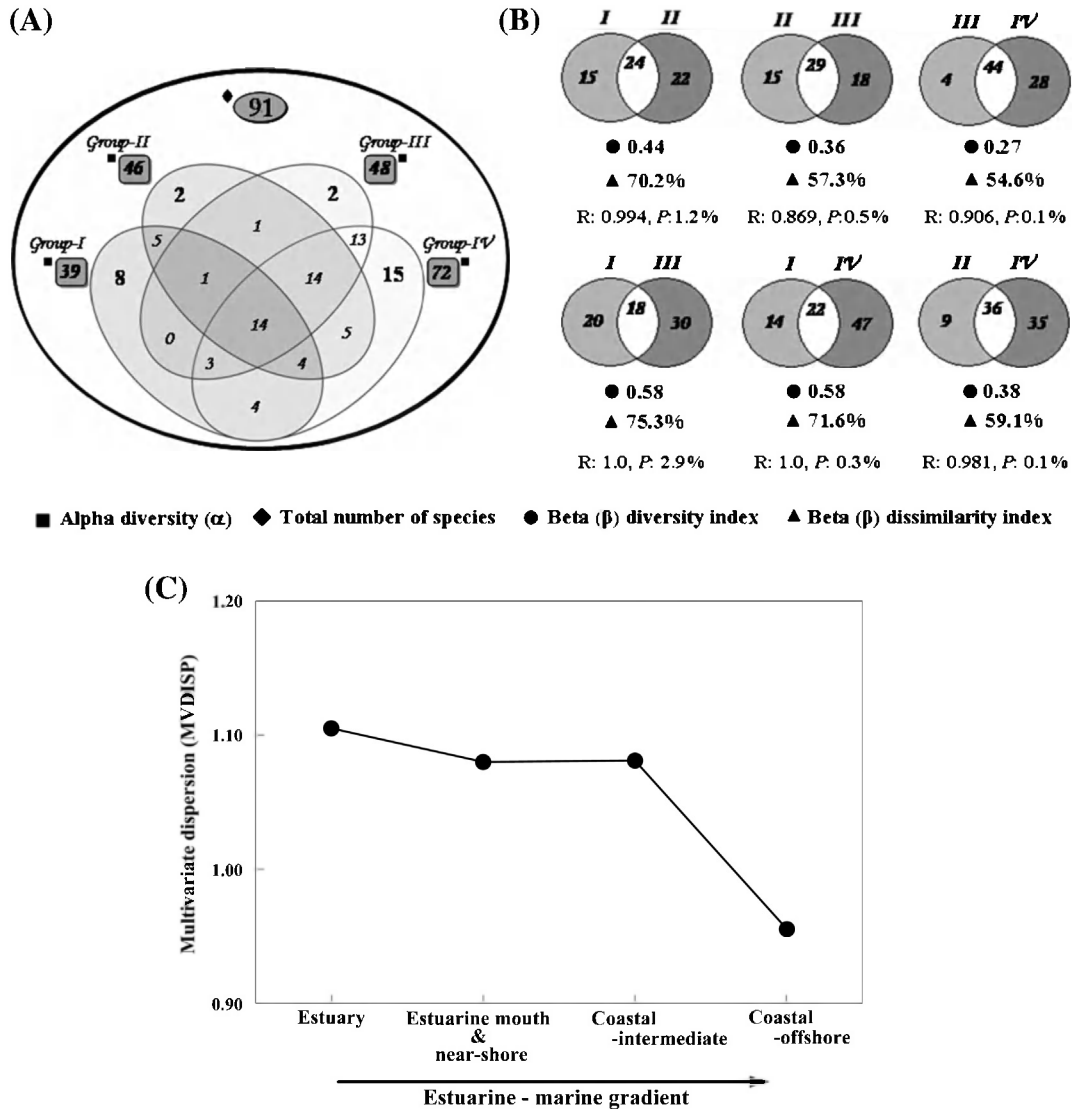 (A)
91
Group-II
46
Group-III
48
Group-I
39
Group-IV
72
2
2
1
5
13
8
1
14
15
0
14
5
3
4
4
(B)
I II
15 24 22
● 0.44
▲ 70.2%
R: 0.994, P:1.2%
II III
15 29 18
● 0.36
▲ 57.3%
R: 0.869, P:0.5%
III IV
4 44 28
● 0.27
▲ 54.6%
R: 0.906, P:0.1%
I III
20 18 30
● 0.58
▲ 75.3%
R: 1.0, P: 2.9%
I IV
14 22 47
● 0.58
▲ 71.6%
R: 1.0, P: 0.3%
II IV
9 36 35
● 0.38
▲ 59.1%
R: 0.981, P: 0.1%
■ Alpha diversity (α) ◆ Total number of species ● Beta (β) diversity index ▲ Beta (β) dissimilarity index
(C)
Multivariate dispersion (MVDISP)
1.20
1.10
1.00
0.90
Estuary
Estuarine mouth
&
near-shore
Coastal
-intermediate
Coastal
-offshore
Estuarine - marine gradient